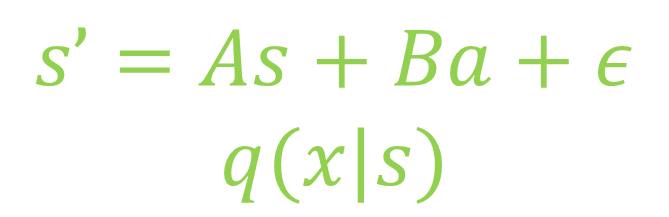 s’ = As + Ba + ϵ
q(x|s)